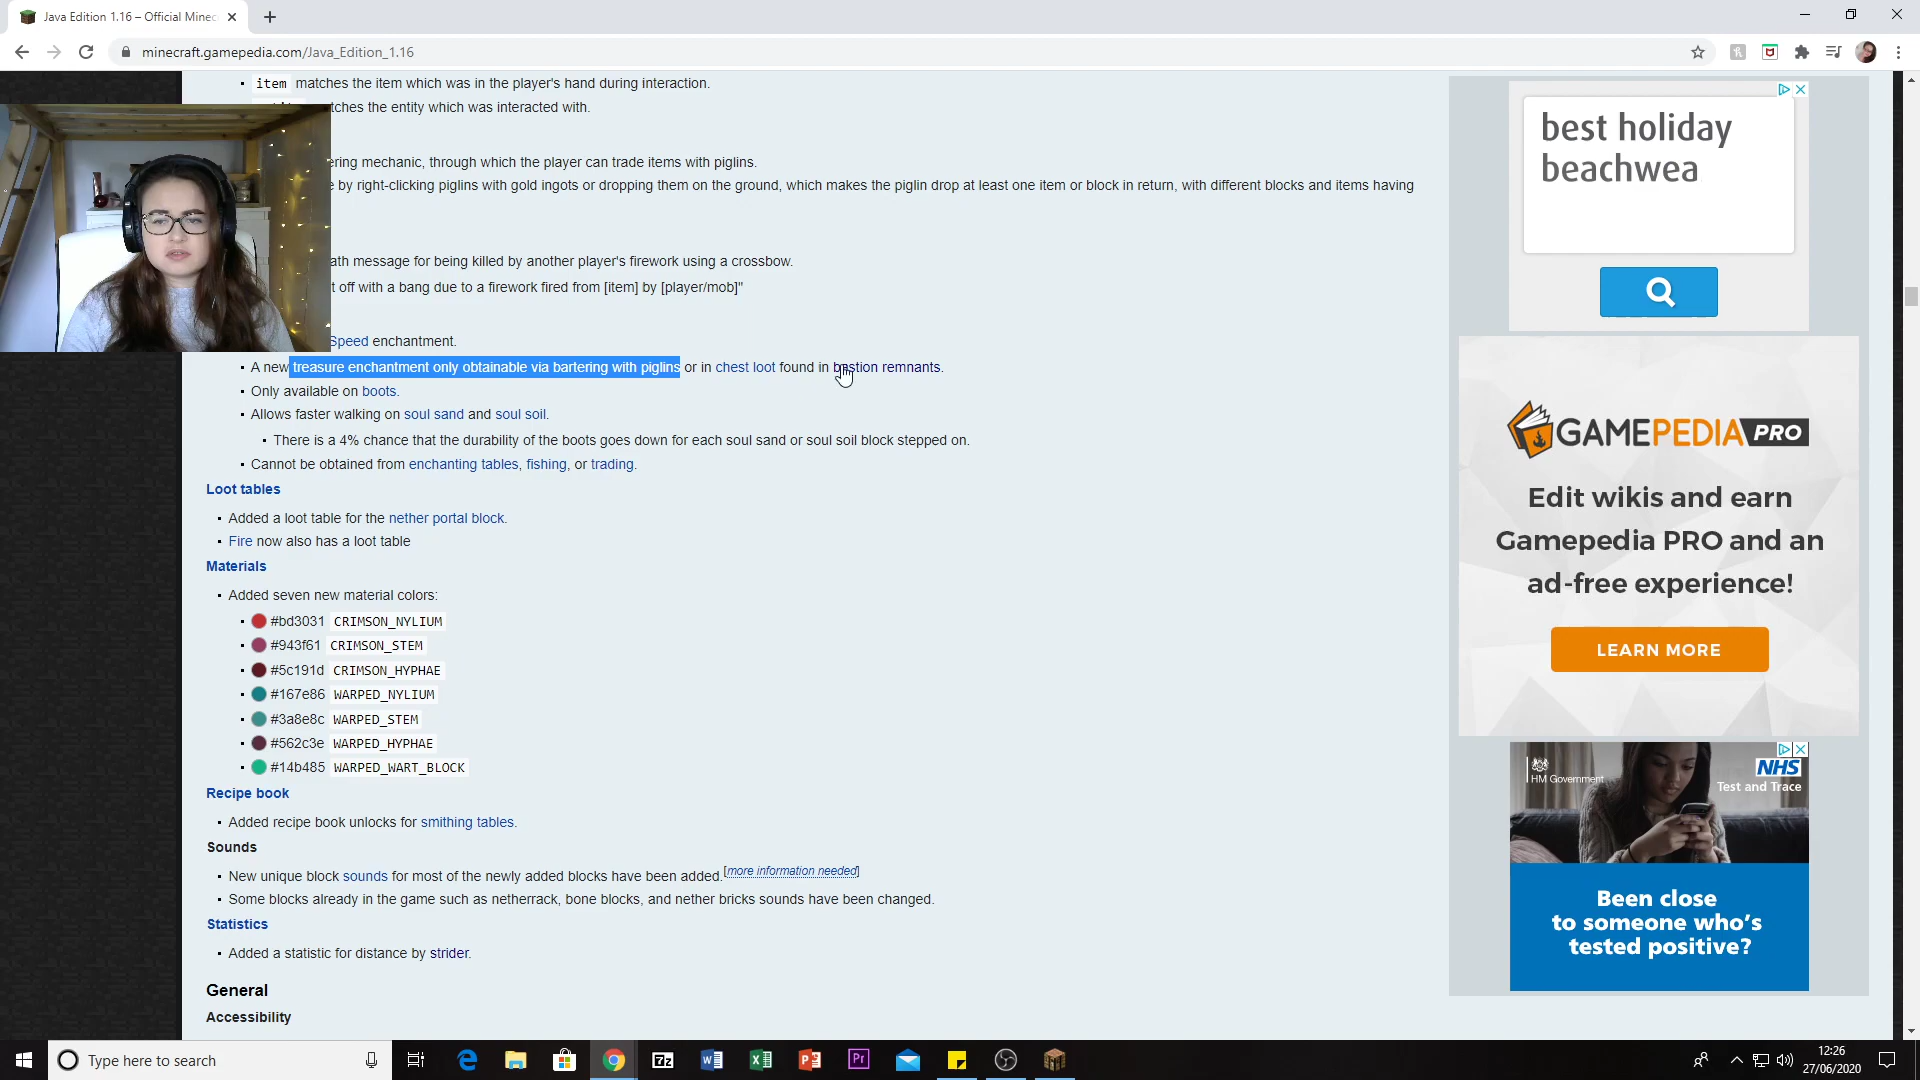 Java Edition 1.16 – Official Minec
minecraft.gamepedia.com/Java_Edition_1.16
item matches the item which was in the player's hand during interaction.
tches the entity which was interacted with.
ering mechanic, through which the player can trade items with piglins.
e by right-clicking piglins with gold ingots or dropping them on the ground, which makes the piglin drop at least one item or block in return, with different blocks and items having
ath message for being killed by another player's firework using a crossbow.
t off with a bang due to a firework fired from [item] by [player/mob]"
Speed enchantment.
A new treasure enchantment only obtainable via bartering with piglins or in chest loot found in bastion remnants.
Only available on boots.
Allows faster walking on soul sand and soul soil.
There is a 4% chance that the durability of the boots goes down for each soul sand or soul soil block stepped on.
Cannot be obtained from enchanting tables, fishing, or trading.
Loot tables
Added a loot table for the nether portal block.
Fire now also has a loot table
Materials
Added seven new material colors:
#bd3031 CRIMSON_NYLIUM
#943f61 CRIMSON_STEM
#5c191d CRIMSON_HYPHAE
#167e86 WARPED_NYLIUM
#3a8e8c WARPED_STEM
#562c3e WARPED_HYPHAE
#14b485 WARPED_WART_BLOCK
Recipe book
Added recipe book unlocks for smithing tables.
Sounds
New unique block sounds for most of the newly added blocks have been added.[more information needed]
Some blocks already in the game such as netherrack, bone blocks, and nether bricks sounds have been changed.
Statistics
Added a statistic for distance by strider.
General
Accessibility
best holiday
beachwea
GAMEPEDIA PRO
Edit wikis and earn
Gamepedia PRO and an
ad-free experience!
LEARN MORE
HM Government
NHS
Test and Trace
Been close
to someone who's
tested positive?
Type here to search
12:26
27/06/2020